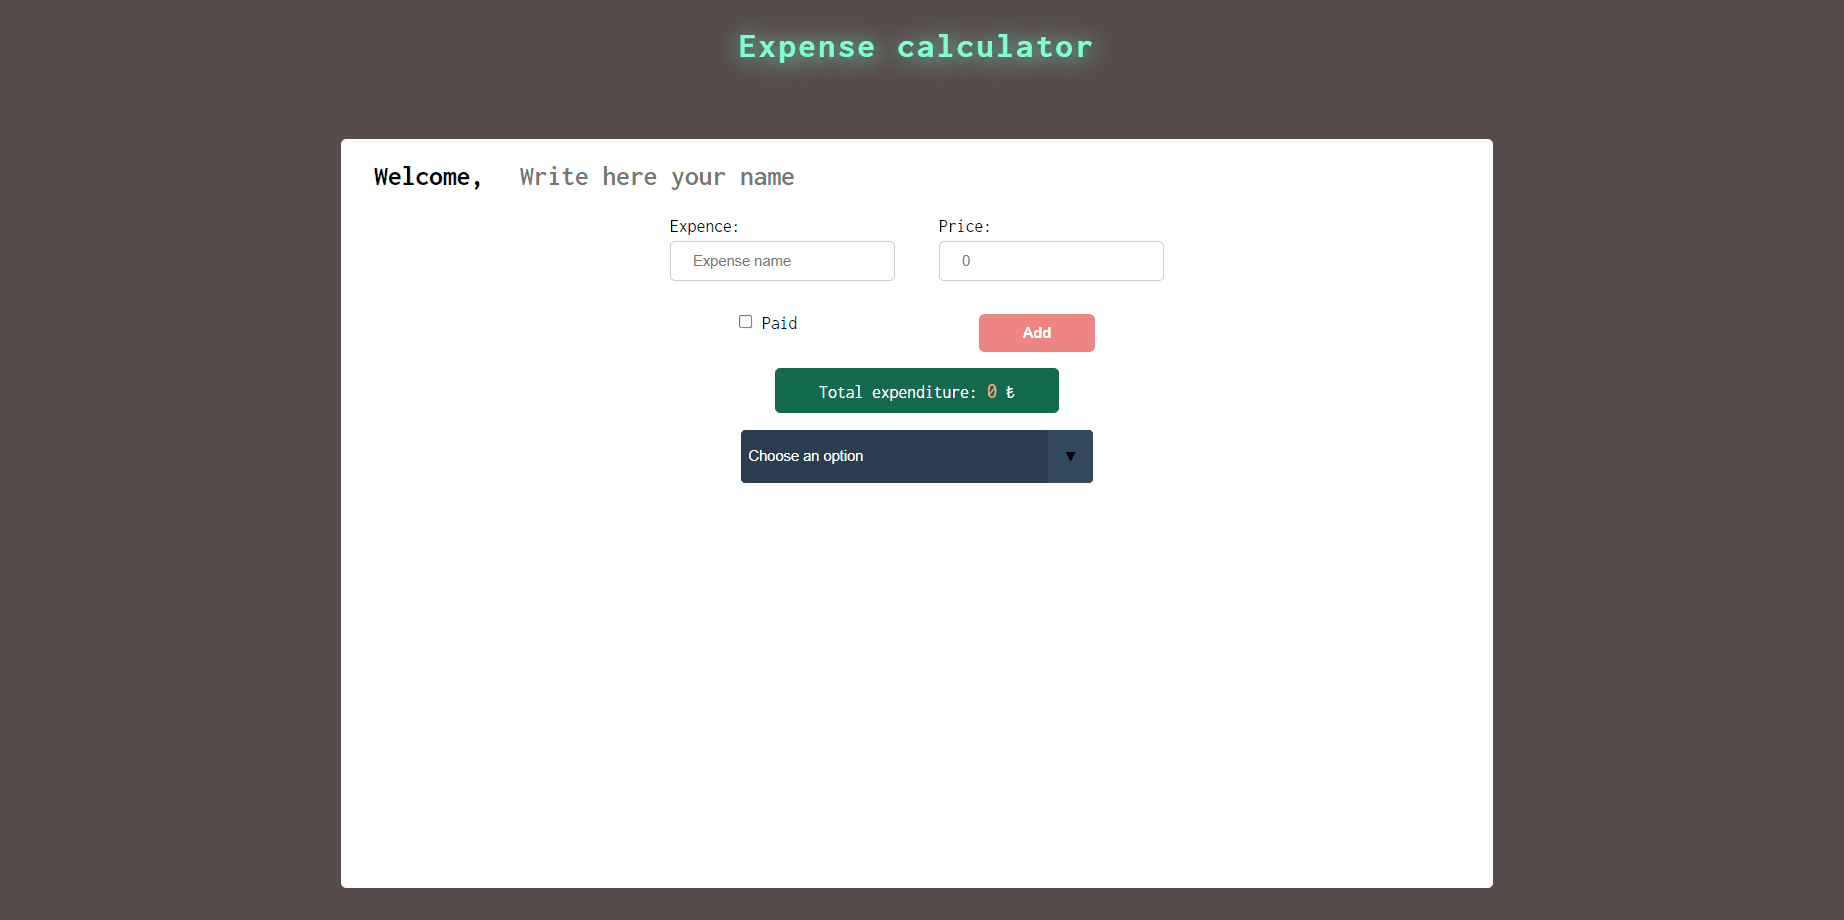 Expense calculator
Welcome, Write here your name
Expence: Price:
Expense name 0
Paid Add
Total expenditure: 0 ₺
Choose an option ▼